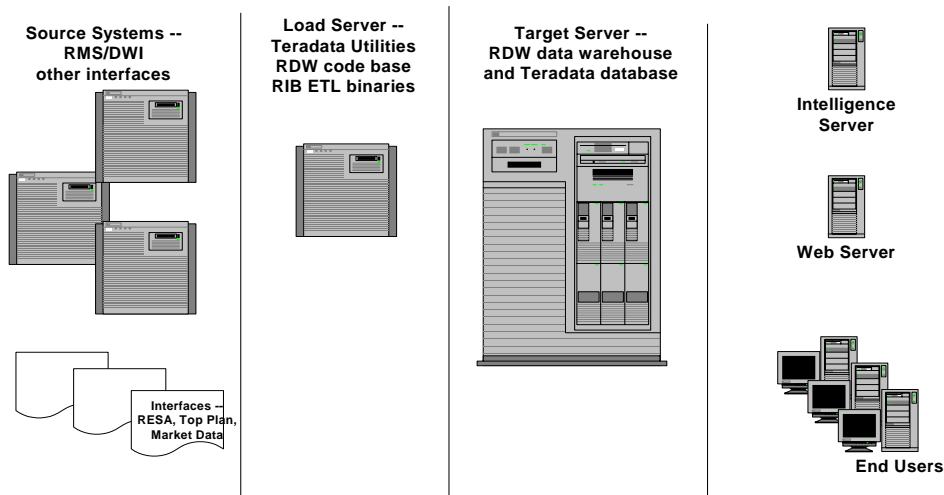 Source Systems --
RMS/DWI
other interfaces
Load Server --
Teradata Utilities
RDW code base
RIB ETL binaries
Target Server --
RDW data warehouse
and Teradata database
Intelligence
Server
Web Server
Interfaces --
RESA, Top Plan,
Market Data
End Users